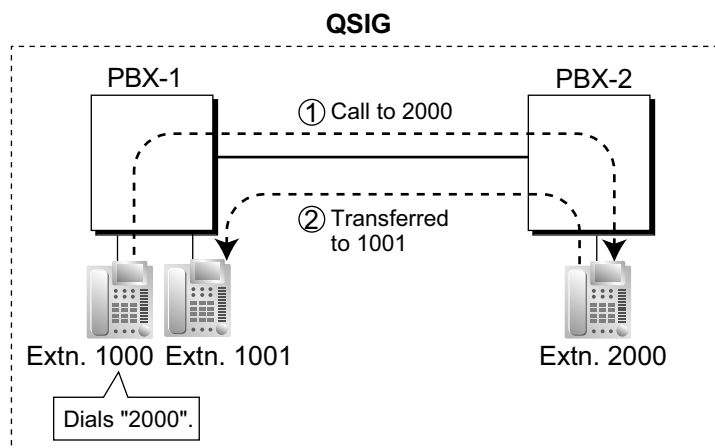 QSIG
PBX-1
PBX-2
① Call to 2000
② Transferred
to 1001
Extn. 1000
Extn. 1001
Extn. 2000
Dials "2000".